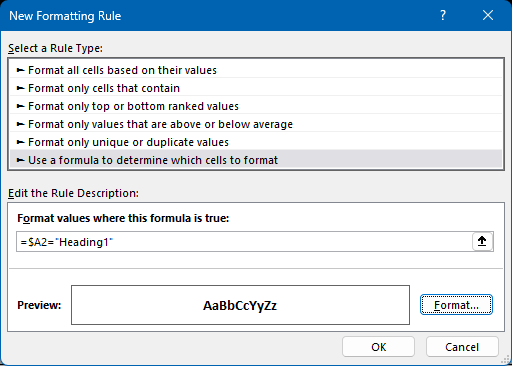 New Formatting Rule
?
Select a Rule Type:
► Format all cells based on their values
► Format only cells that contain
► Format only top or bottom ranked values
► Format only values that are above or below average
► Format only unique or duplicate values
► Use a formula to determine which cells to format
Edit the Rule Description:
Format values where this formula is true:
=$A2="Heading1"
Preview:
AaBbCcYyZz
Format...
OK
Cancel